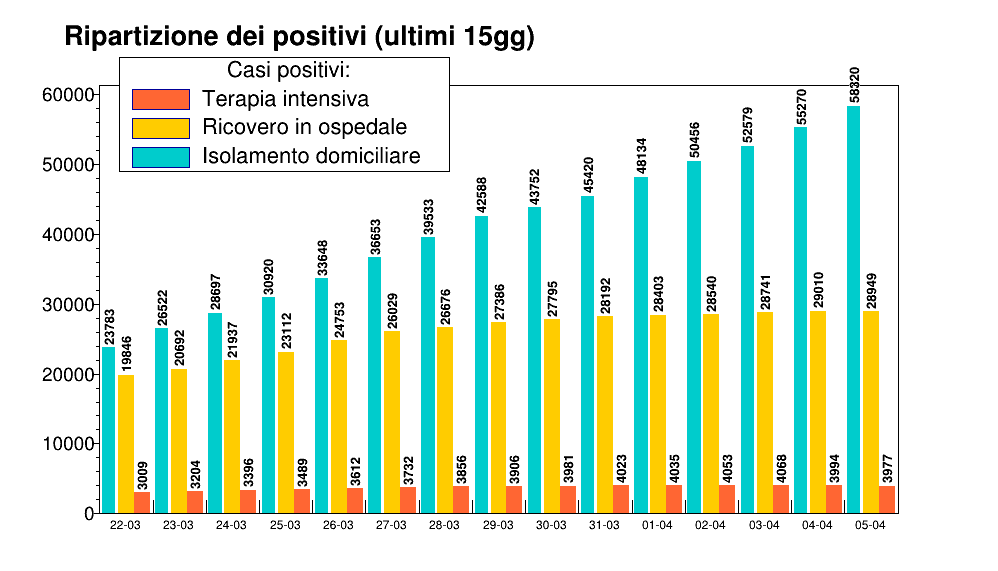 Ripartizione dei positivi (ultimi 15gg)
Casi positivi:
Terapia intensiva
Ricovero in ospedale
Isolamento domiciliare
60000
50000
40000
30000
20000
10000
0
23783 19846 3009
26522 20692 3204
28697 21937 3396
30920 23112 3489
33648 24753 3612
36653 26029 3732
39533 26676 3856
42588 27386 3906
43752 27795 3981
45420 28192 4023
48134 28403 4035
50456 28540 4053
52579 28741 4068
55270 29010 3994
58320 28949 3977
22-03 23-03 24-03 25-03 26-03 27-03 28-03 29-03 30-03 31-03 01-04 02-04 03-04 04-04 05-04